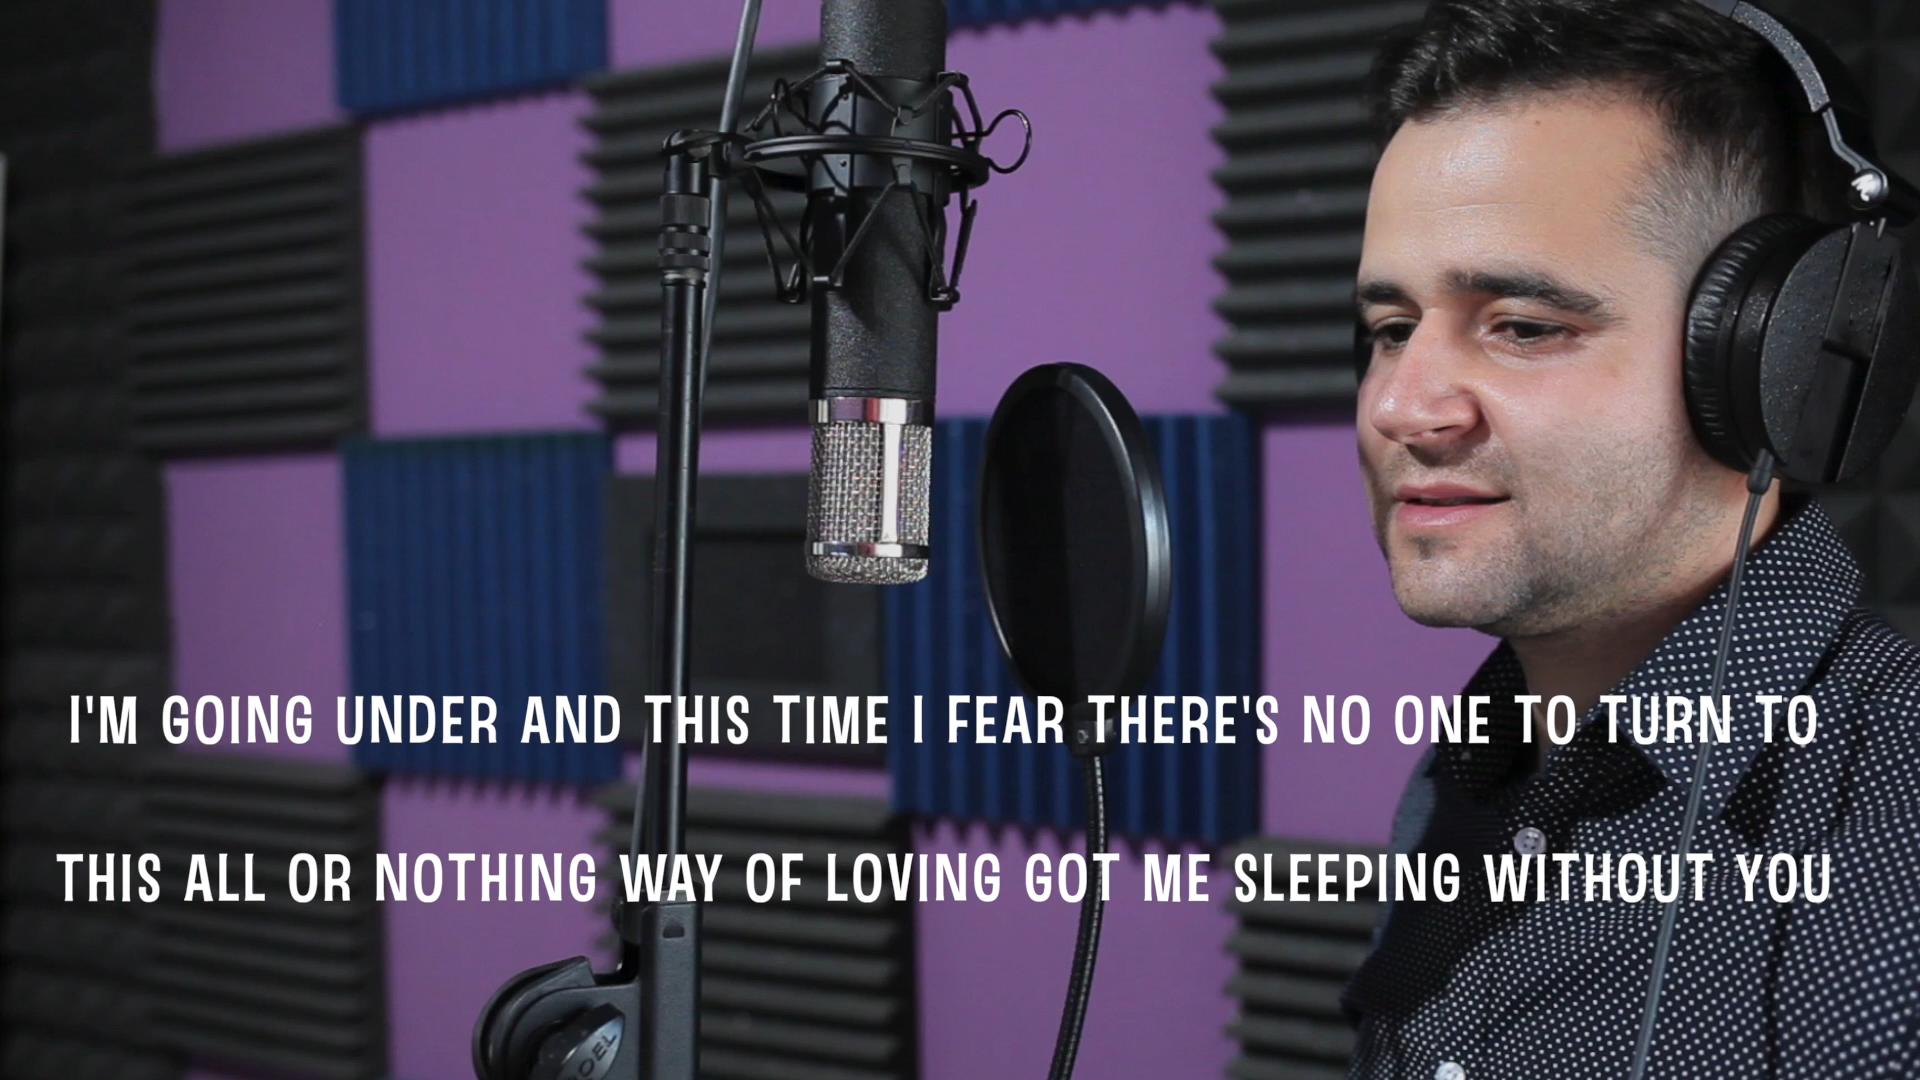 I'M GOING UNDER AND THIS TIME I FEAR THERE'S NO ONE TO TURN TO
THIS ALL OR NOTHING WAY OF LOVING GOT ME SLEEPING WITHOUT YOU